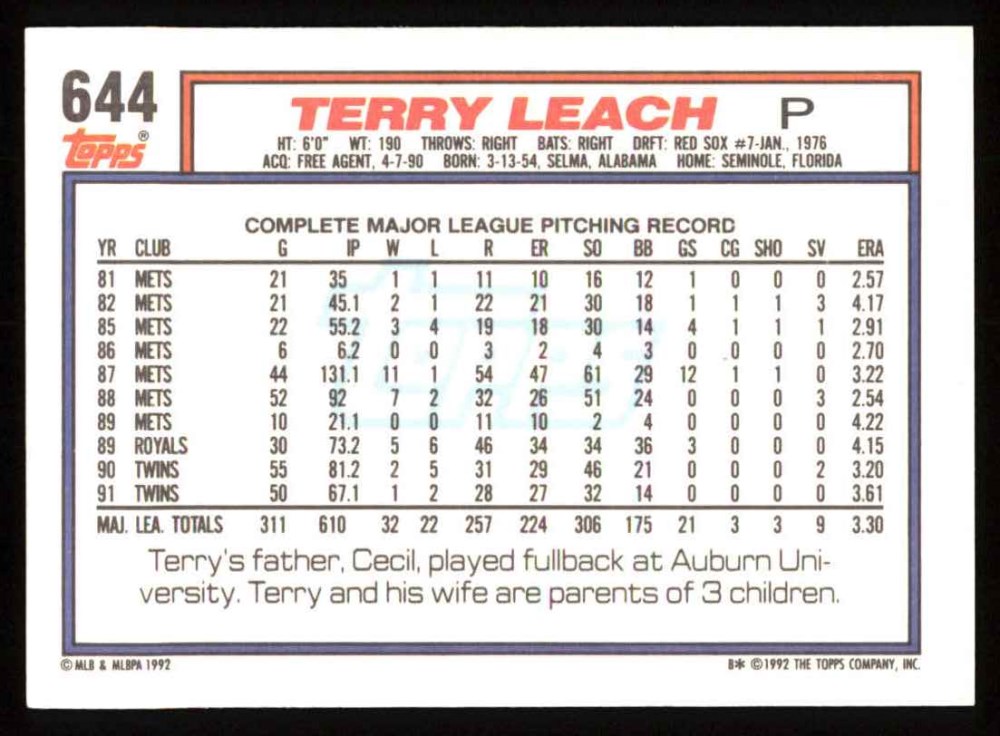 644
Topps®
TERRY LEACH P
HT: 6'0" WT: 190 THROWS: RIGHT BATS: RIGHT DRFT: RED SOX #7-JAN., 1976
ACQ: FREE AGENT, 4-7-90 BORN: 3-13-54, SELMA, ALABAMA HOME: SEMINOLE, FLORIDA
COMPLETE MAJOR LEAGUE PITCHING RECORD
YR CLUB G IP W L R ER SO BB GS CG SHO SV ERA
81 METS 21 35 1 1 11 10 16 12 1 0 0 0 2.57
82 METS 21 45.1 2 1 22 21 30 18 1 1 1 3 4.17
85 METS 22 55.2 3 4 19 18 30 14 4 1 1 1 2.91
86 METS 6 6.2 0 0 3 2 4 3 0 0 0 0 2.70
87 METS 44 131.1 11 1 54 47 61 29 12 1 1 0 3.22
88 METS 52 92 7 2 32 26 51 24 0 0 0 3 2.54
89 METS 10 21.1 0 0 11 10 2 4 0 0 0 0 4.22
89 ROYALS 30 73.2 5 6 46 34 34 36 3 0 0 0 4.15
90 TWINS 55 81.2 2 5 31 29 46 21 0 0 0 2 3.20
91 TWINS 50 67.1 1 2 28 27 32 14 0 0 0 0 3.61
MAJ. LEA. TOTALS 311 610 32 22 257 224 306 175 21 3 3 9 3.30
Terry's father, Cecil, played fullback at Auburn Uni-
versity. Terry and his wife are parents of 3 children.
© MLB & MLBPA 1992
B* © 1992 THE TOPPS COMPANY, INC.